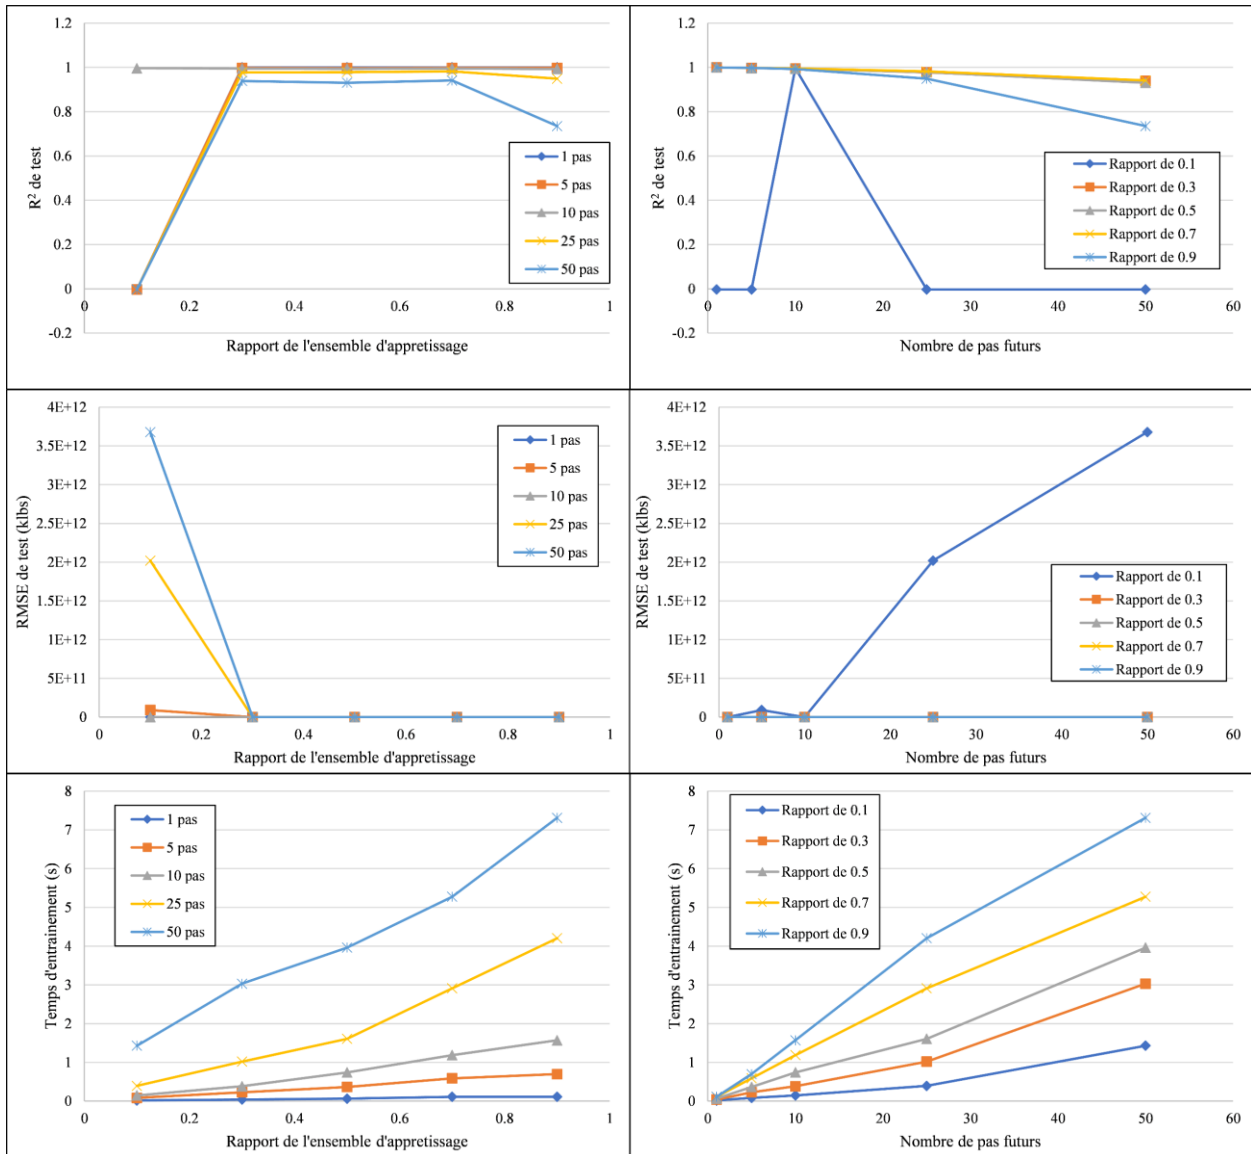 1.2
1
0.8
0.6
0.4
0.2
0
-0.2
R² de test
0
0.2
0.4
0.6
0.8
1
Rapport de l'ensemble d'appretissage
1 pas
5 pas
10 pas
25 pas
50 pas
1.2
1
0.8
0.6
0.4
0.2
0
-0.2
R² de test
0
10
20
30
40
50
60
Nombre de pas futurs
Rapport de 0.1
Rapport de 0.3
Rapport de 0.5
Rapport de 0.7
Rapport de 0.9
4E+12
3.5E+12
3E+12
2.5E+12
2E+12
1.5E+12
1E+12
5E+11
0
RMSE de test (klbs)
0
0.2
0.4
0.6
0.8
1
Rapport de l'ensemble d'appretissage
1 pas
5 pas
10 pas
25 pas
50 pas
4E+12
3.5E+12
3E+12
2.5E+12
2E+12
1.5E+12
1E+12
5E+11
0
RMSE de test (klbs)
0
10
20
30
40
50
60
Nombre de pas futurs
Rapport de 0.1
Rapport de 0.3
Rapport de 0.5
Rapport de 0.7
Rapport de 0.9
8
7
6
5
4
3
2
1
0
Temps d'entrainement (s)
0
0.2
0.4
0.6
0.8
1
Rapport de l'ensemble d'appretissage
1 pas
5 pas
10 pas
25 pas
50 pas
8
7
6
5
4
3
2
1
0
Temps d'entrainement (s)
0
10
20
30
40
50
60
Nombre de pas futurs
Rapport de 0.1
Rapport de 0.3
Rapport de 0.5
Rapport de 0.7
Rapport de 0.9